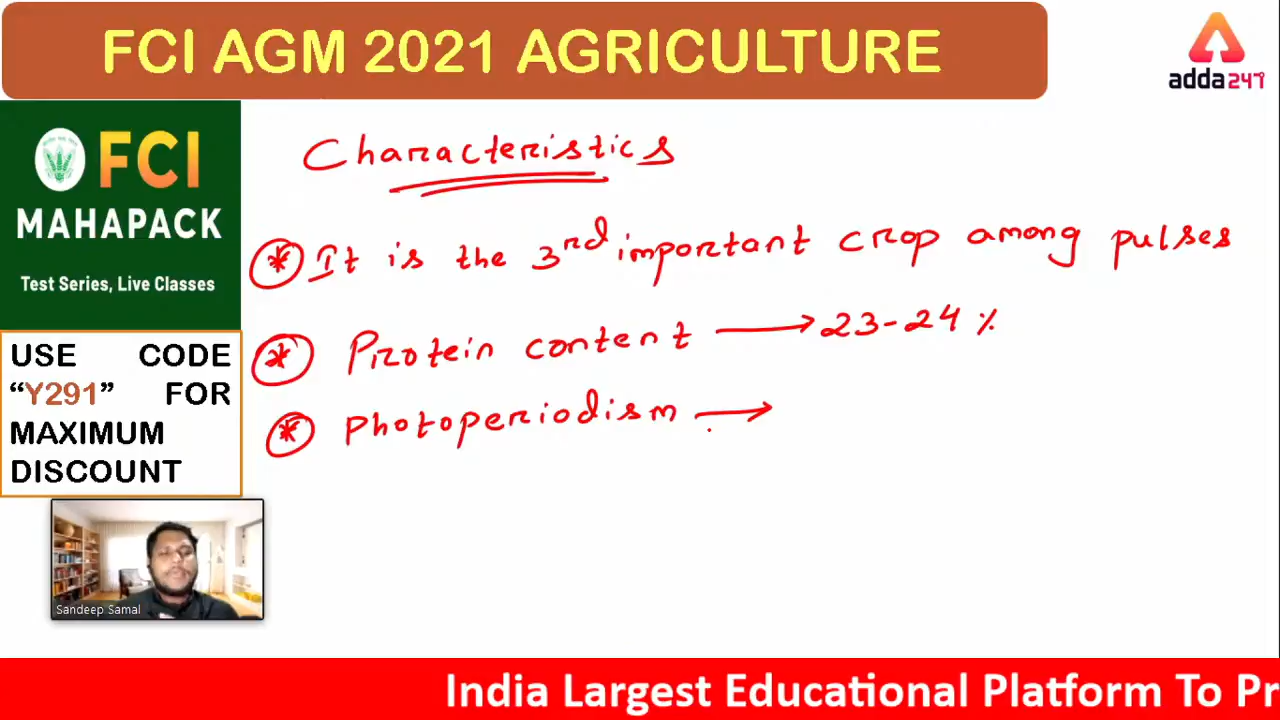 FCI AGM 2021 AGRICULTURE
adda247
FCI
MAHAPACK
Test Series, Live Classes
USE CODE
“Y291” FOR
MAXIMUM
DISCOUNT
Characteristics
* It is the 3rd important crop among pulses
* Protein content → 23-24 %
* Photoperiodism →
Sandeep Samal
India Largest Educational Platform To Pr